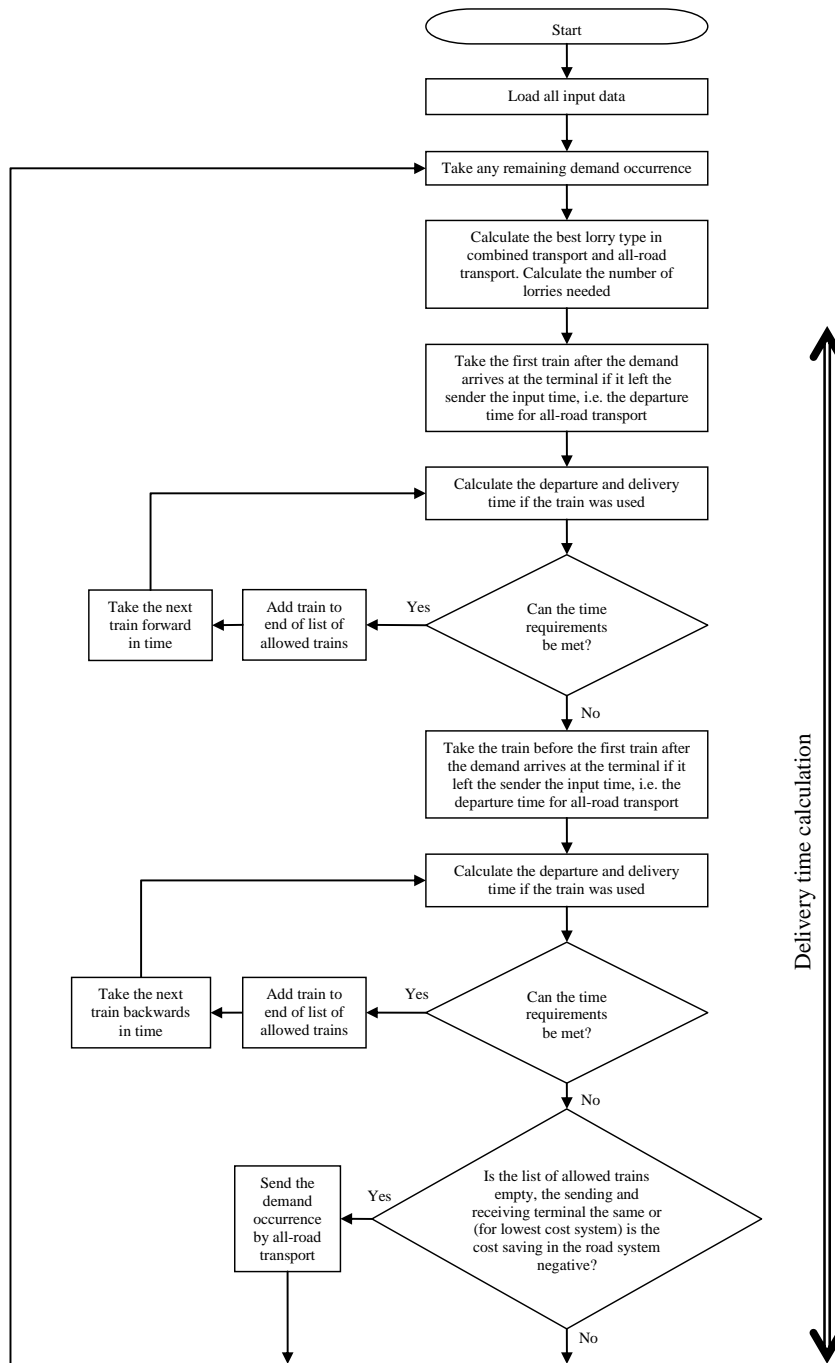 Start
Load all input data
Take any remaining demand occurrence
Calculate the best lorry type in
combined transport and all-road
transport. Calculate the number of
lorries needed
Take the first train after the demand
arrives at the terminal if it left the
sender the input time, i.e. the departure
time for all-road transport
Calculate the departure and delivery
time if the train was used
Can the time
requirements
be met?
Yes
Add train to
end of list of
allowed trains
Take the next
train forward
in time
No
Take the train before the first train after
the demand arrives at the terminal if it
left the sender the input time, i.e. the
departure time for all-road transport
Calculate the departure and delivery
time if the train was used
Can the time
requirements
be met?
Yes
Add train to
end of list of
allowed trains
Take the next
train backwards
in time
No
Is the list of allowed trains
empty, the sending and
receiving terminal the same or
(for lowest cost system) is the
cost saving in the road system
negative?
Yes
Send the
demand
occurrence
by all-road
transport
No
Delivery time calculation